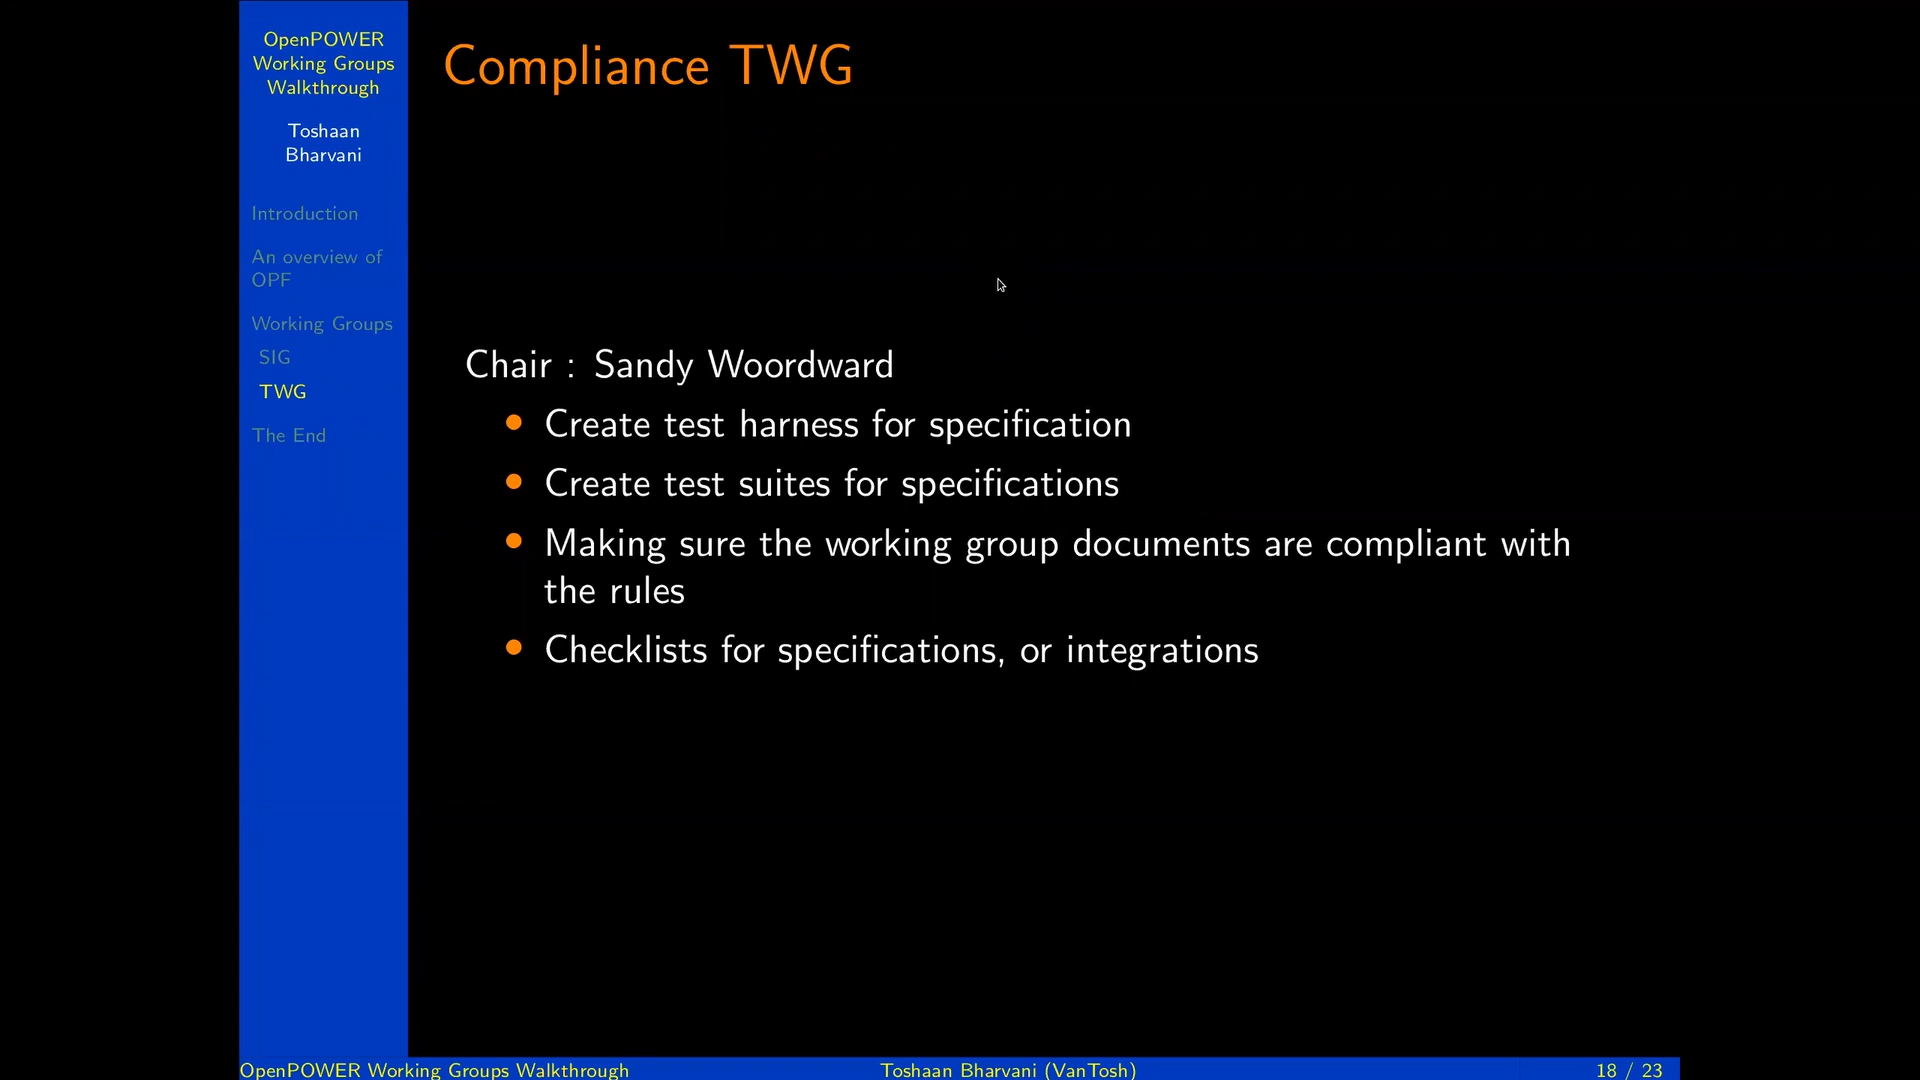 OpenPOWER
Working Groups
Walkthrough
Toshaan
Bharvani
Introduction
An overview of
OPF
Working Groups
SIG
TWG
The End
Compliance TWG
Chair : Sandy Woordward
Create test harness for specification
Create test suites for specifications
Making sure the working group documents are compliant with
the rules
Checklists for specifications, or integrations
OpenPOWER Working Groups Walkthrough
Toshaan Bharvani (VanTosh)
18 / 23